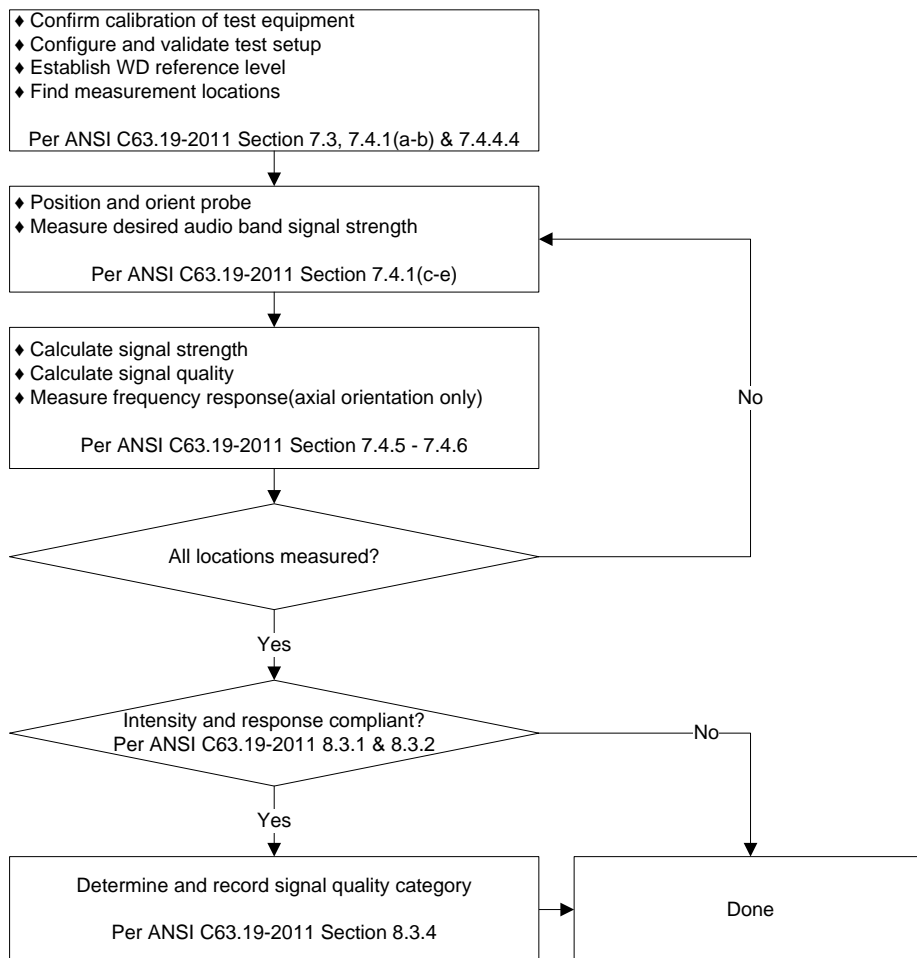 ♦ Confirm calibration of test equipment
♦ Configure and validate test setup
♦ Establish WD reference level
♦ Find measurement locations
Per ANSI C63.19-2011 Section 7.3, 7.4.1(a-b) & 7.4.4.4
♦ Position and orient probe
♦ Measure desired audio band signal strength
Per ANSI C63.19-2011 Section 7.4.1(c-e)
♦ Calculate signal strength
♦ Calculate signal quality
♦ Measure frequency response(axial orientation only)
Per ANSI C63.19-2011 Section 7.4.5 - 7.4.6
No
All locations measured?
Yes
Intensity and response compliant?
Per ANSI C63.19-2011 8.3.1 & 8.3.2
No
Yes
Determine and record signal quality category
Per ANSI C63.19-2011 Section 8.3.4
Done